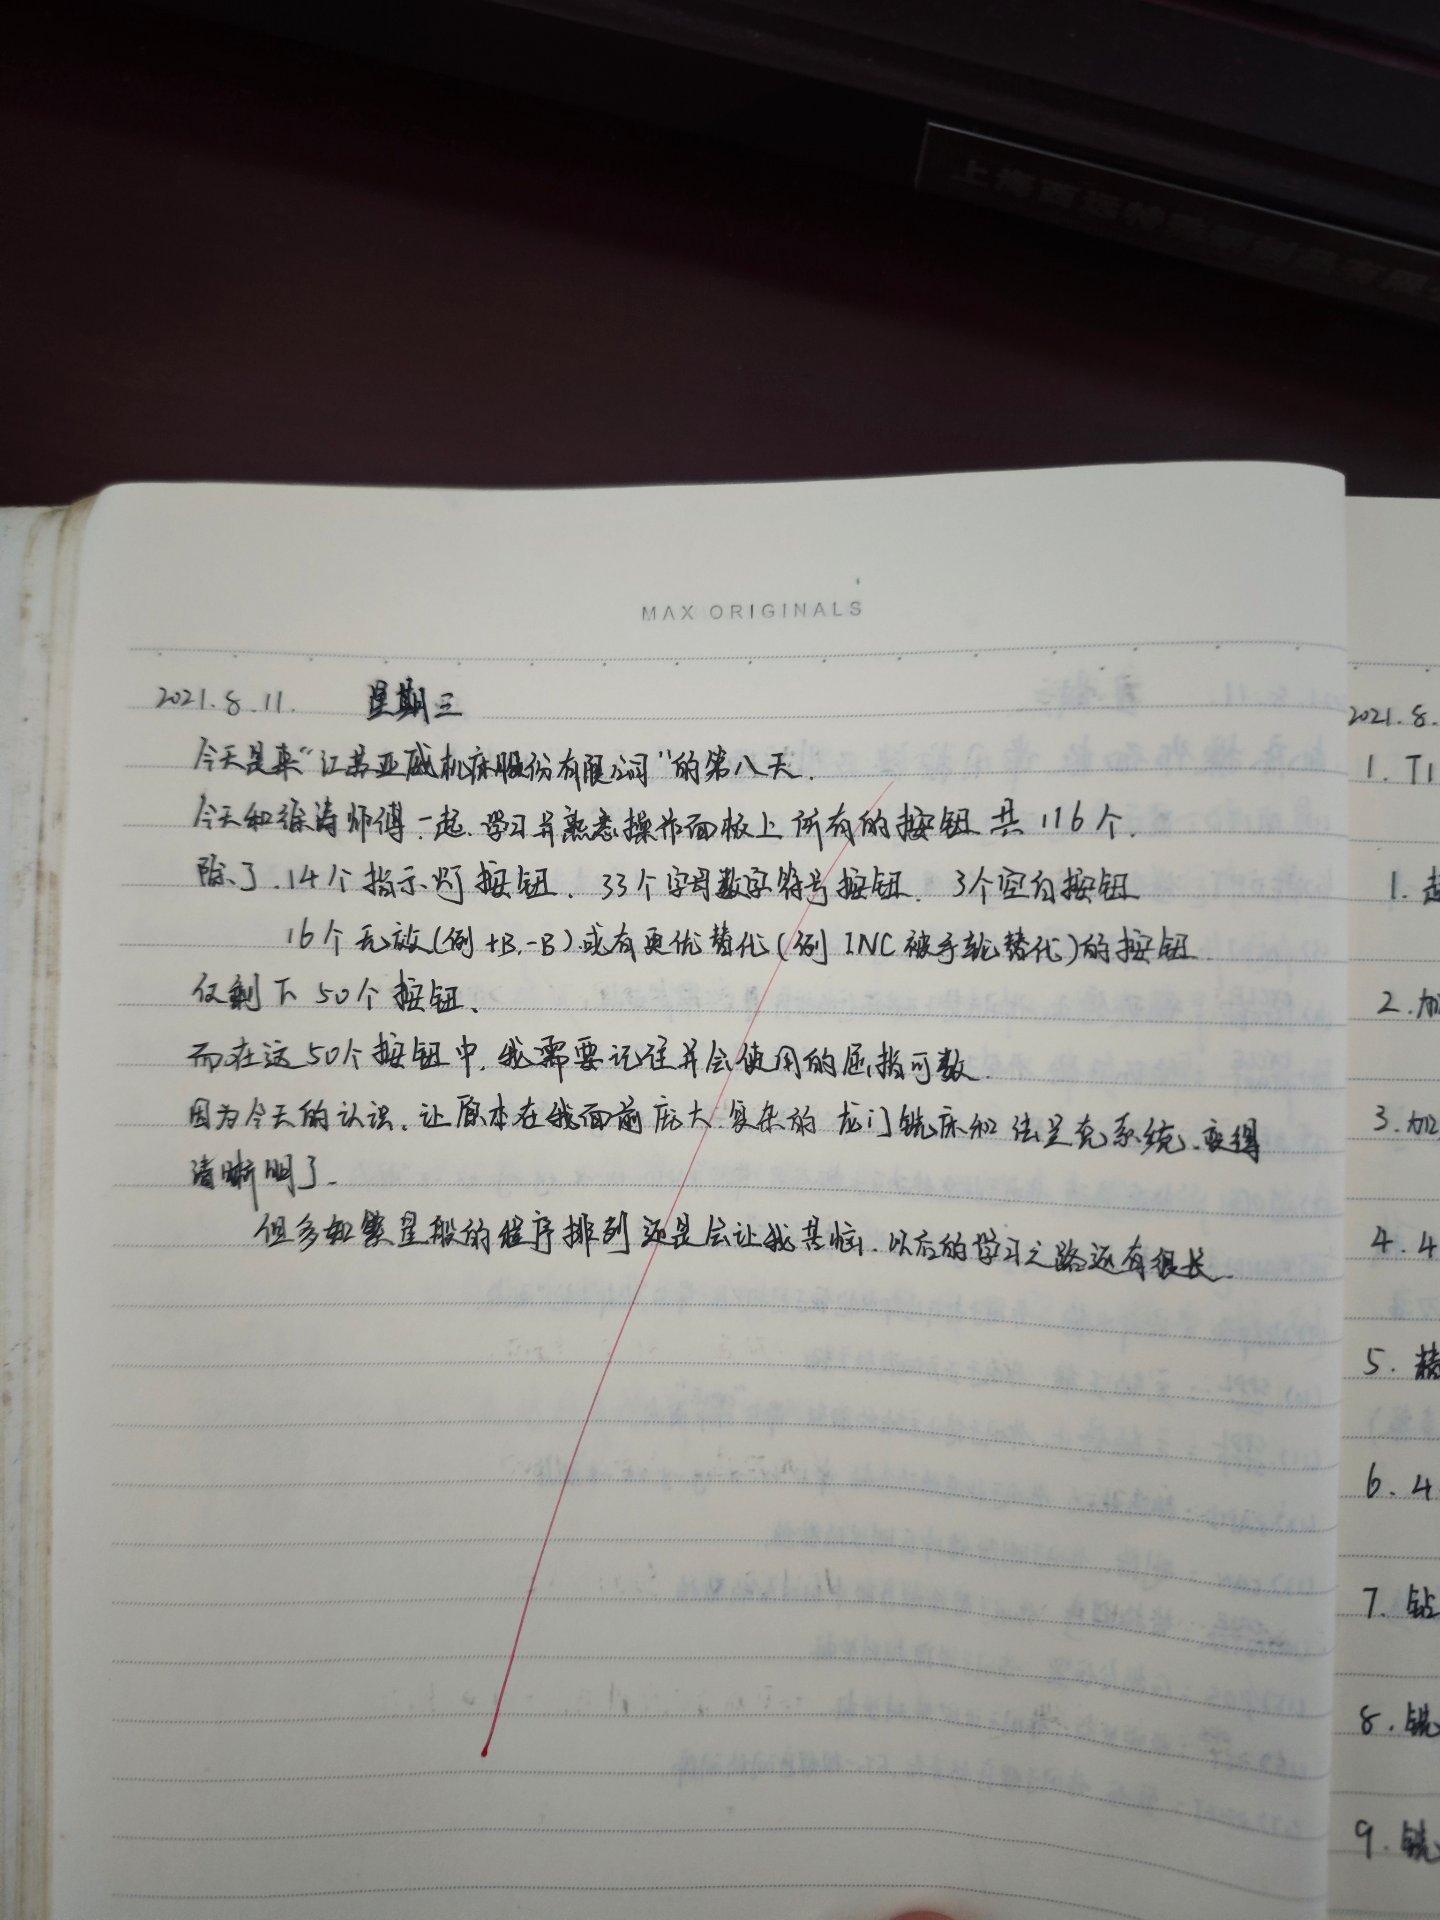 MAX ORIGINALS
2021.8.11. 星期三
今天是来"江苏亚威机床股份有限公司"的第八天.
今天和徐涛师傅一起.学习并熟悉操作面板上所有的按钮 共116个.
除了.14个指示灯按钮. 33个字母数字符号按钮. 3个空白按钮
16个无效(例+B,-B).或有更优替代(例INC被手轮替代)的按钮.
仅剩下50个按钮、
而在这50个按钮中.我需要记住并会使用的屈指可数.
因为今天的认识.让原本在我面前庞大.复杂的龙门铣床和法兰克系统.变得
清晰明了.
但多如繁星般的程序排列还是会让我苦恼.以后的学习之路还有很长.
2021.8.
1. T1
1.
2.加
3.加
4.4
5.
6.4
7.钻
8.铣
9.铣